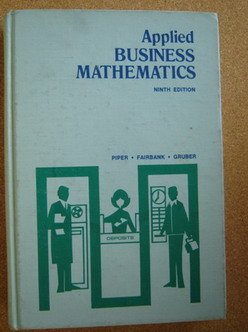 Applied
BUSINESS
MATHEMATICS
NINTH EDITION
PIPER • FAIRBANK • GRUBER
DEPOSITS